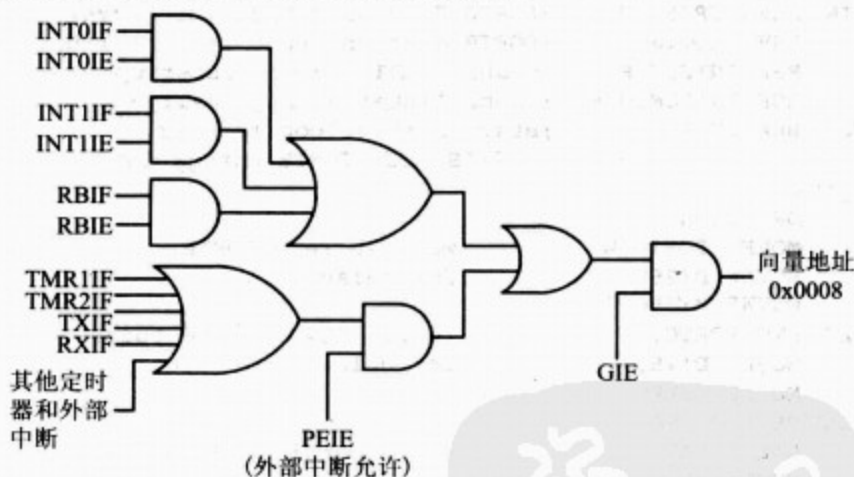 INT0IF
INT0IE
INT1IF
INT1IE
RBIF
RBIE
TMR1IF
TMR2IF
TXIF
RXIF
其他定时
器和外部
中断
PEIE
(外部中断允许)
GIE
向量地址
0x0008